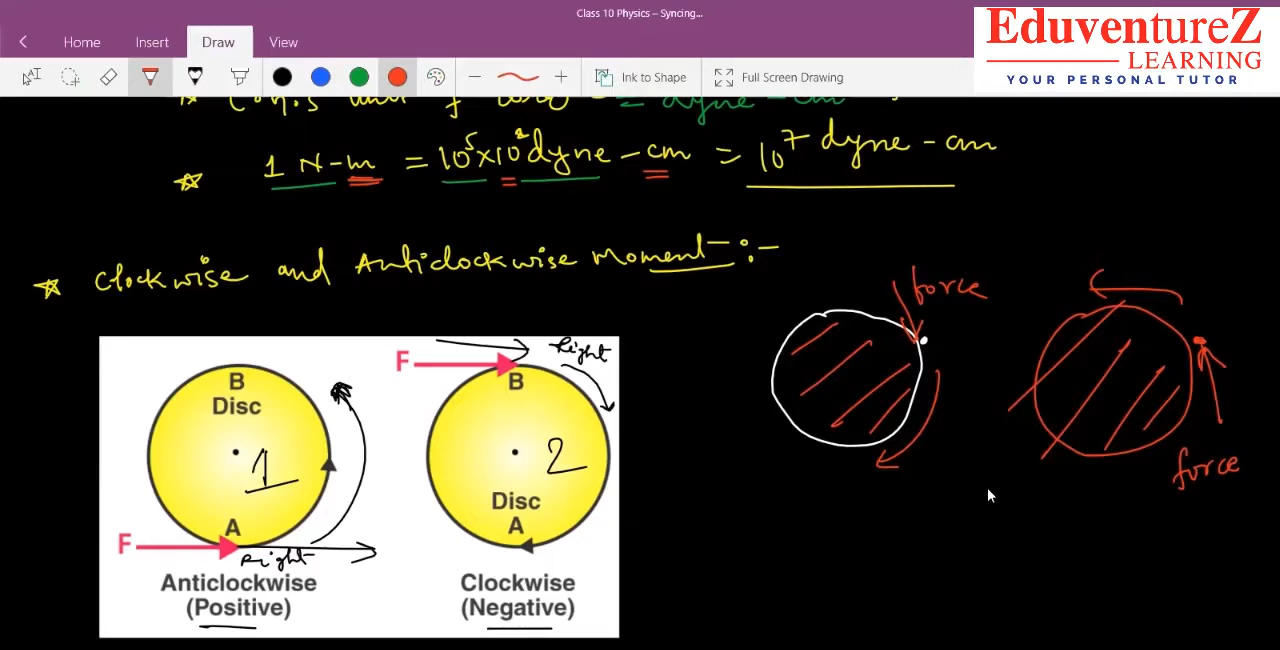 Class 10 Physics – Syncing...
EduventureZ
LEARNING
YOUR PERSONAL TUTOR
Home Insert Draw View
Ink to Shape Full Screen Drawing
dyne - cm
1 N-m = 10⁵×10² dyne - cm = 10⁷ dyne - cm
Clockwise and Anticlockwise Moment :-
force
F Right
B B
Disc
1 2
Disc
A A
F Right
force
Anticlockwise Clockwise
(Positive) (Negative)